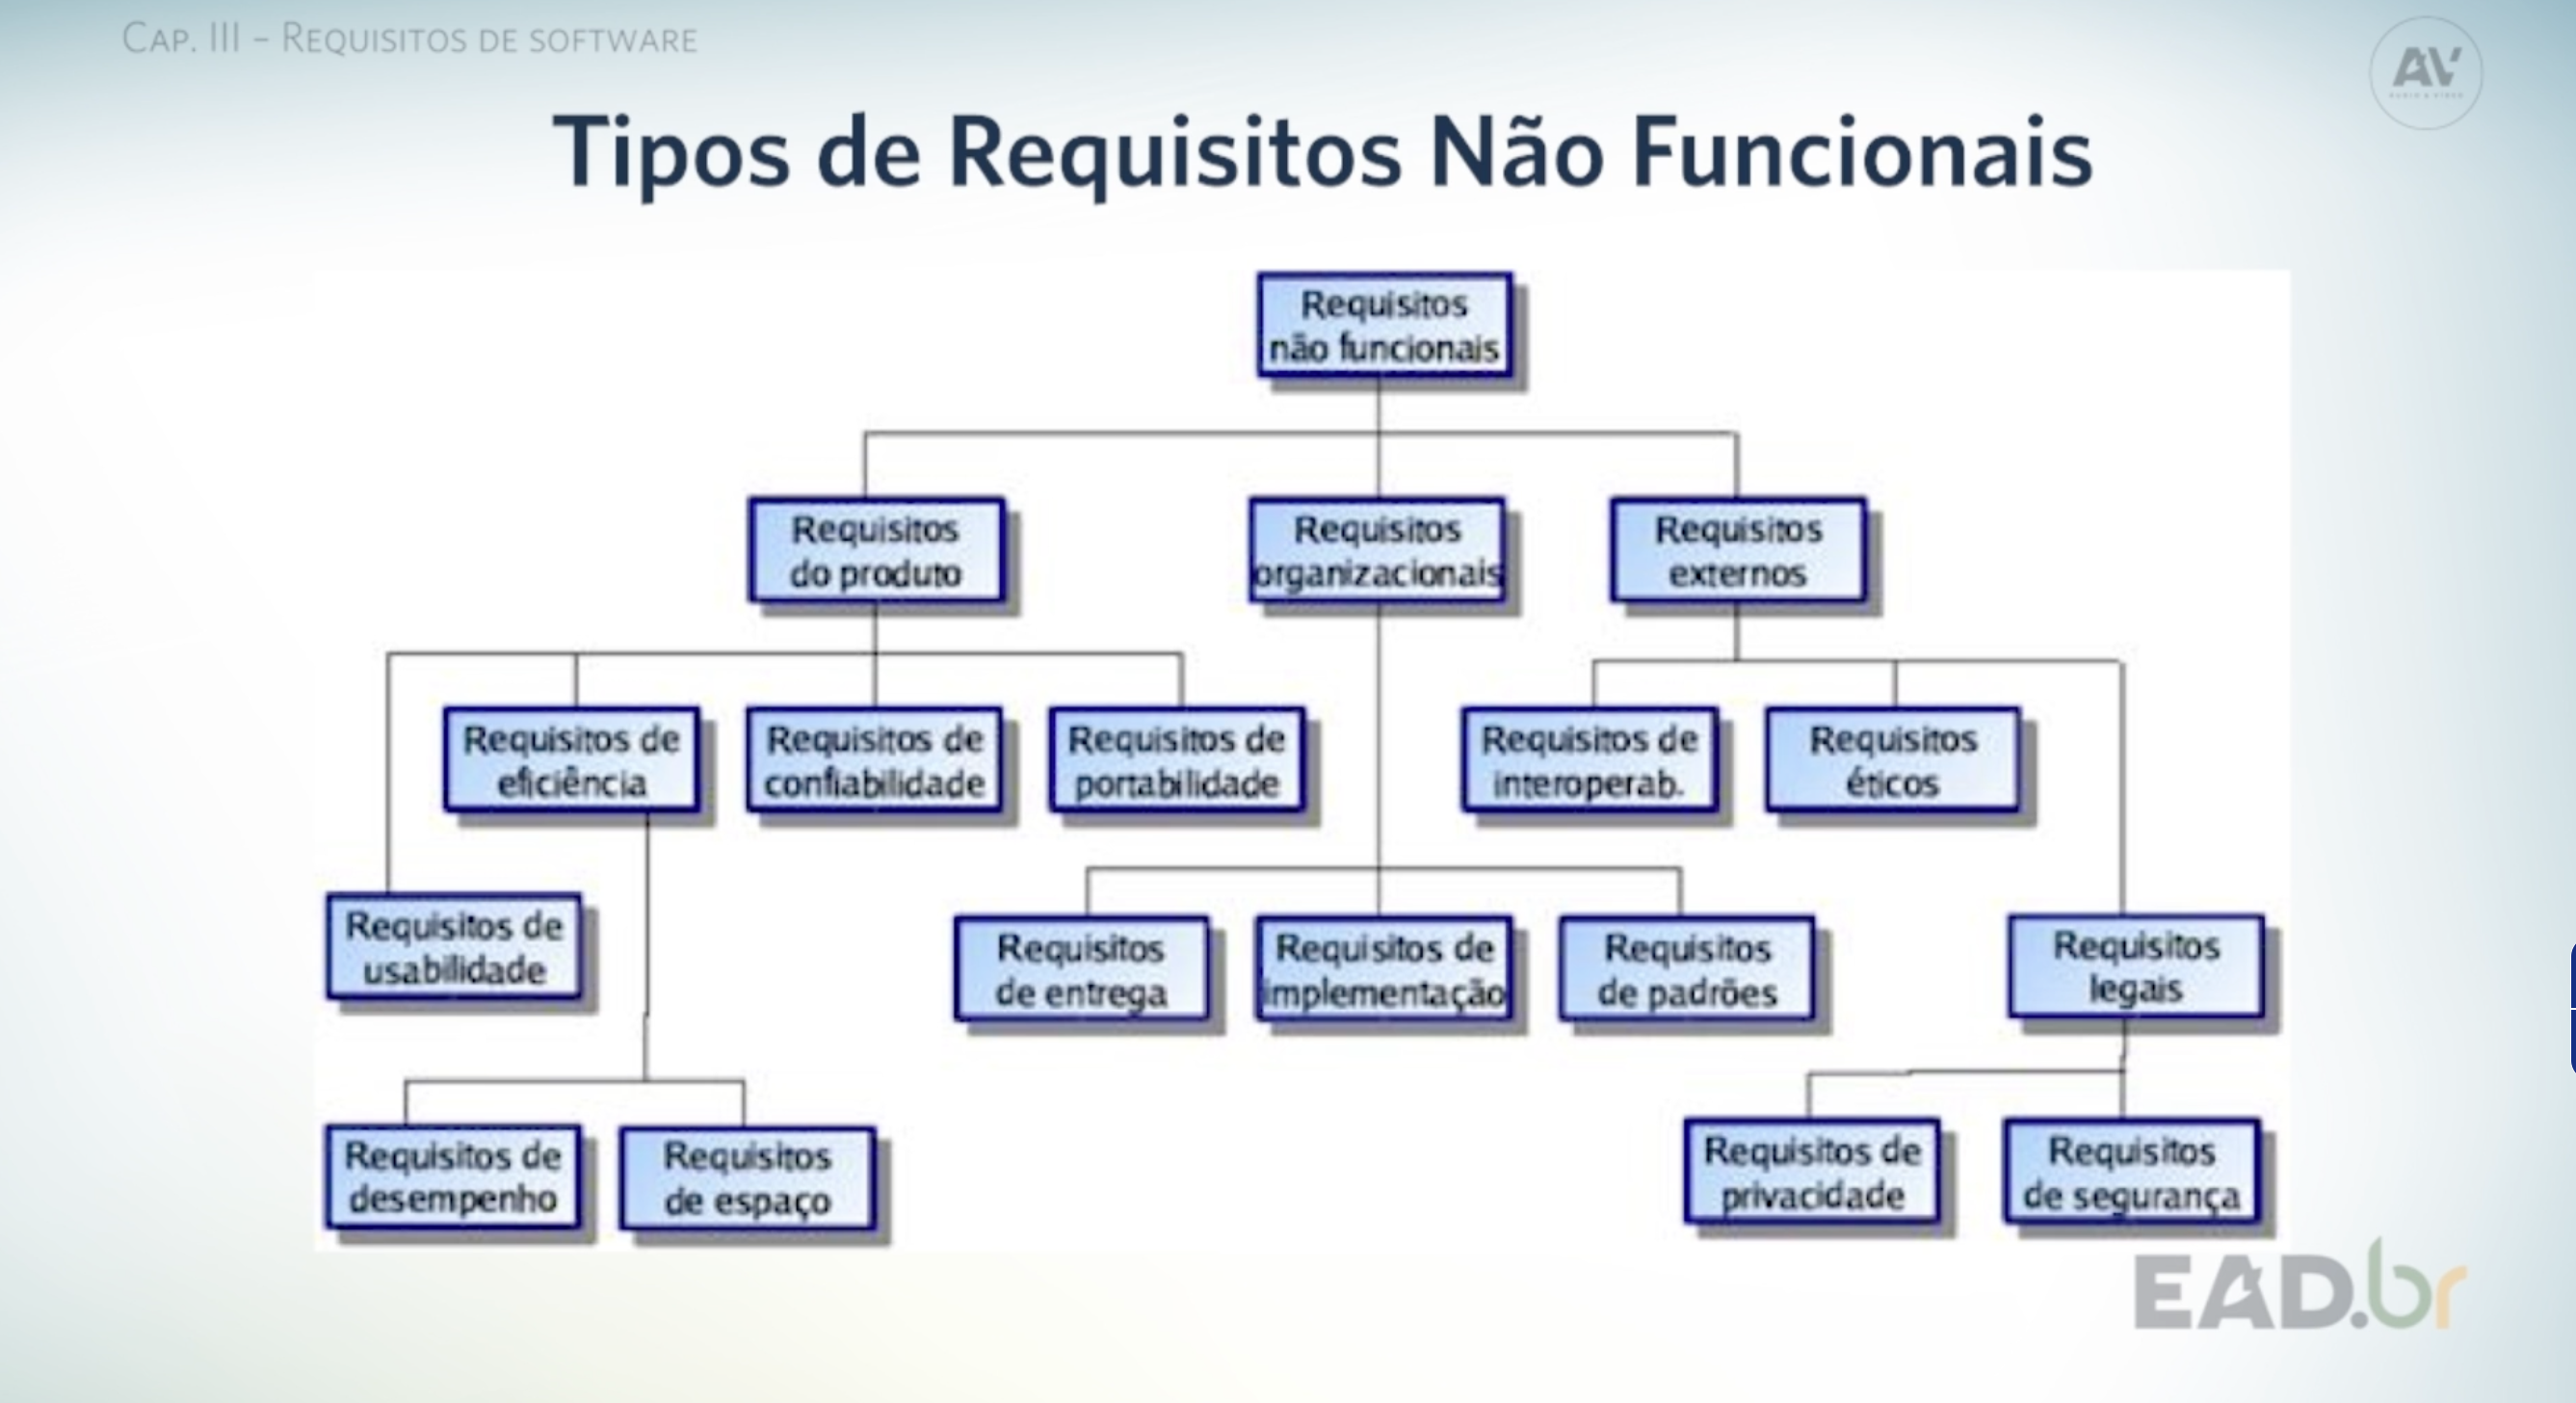 CAP. III – REQUISITOS DE SOFTWARE
AV
Tipos de Requisitos Não Funcionais
Requisitos
não funcionais
Requisitos
do produto
Requisitos
organizacionais
Requisitos
externos
Requisitos de
eficiência
Requisitos de
confiabilidade
Requisitos de
portabilidade
Requisitos de
interoperab.
Requisitos
éticos
Requisitos de
usabilidade
Requisitos
de entrega
Requisitos de
implementação
Requisitos
de padrões
Requisitos
legais
Requisitos de
desempenho
Requisitos
de espaço
Requisitos de
privacidade
Requisitos
de segurança
EAD.br